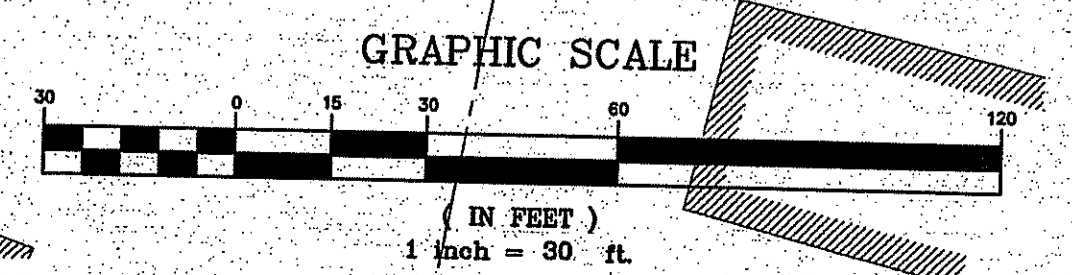 GRAPHIC SCALE
30 0 15 30 60 120
( IN FEET )
1 inch = 30 ft.